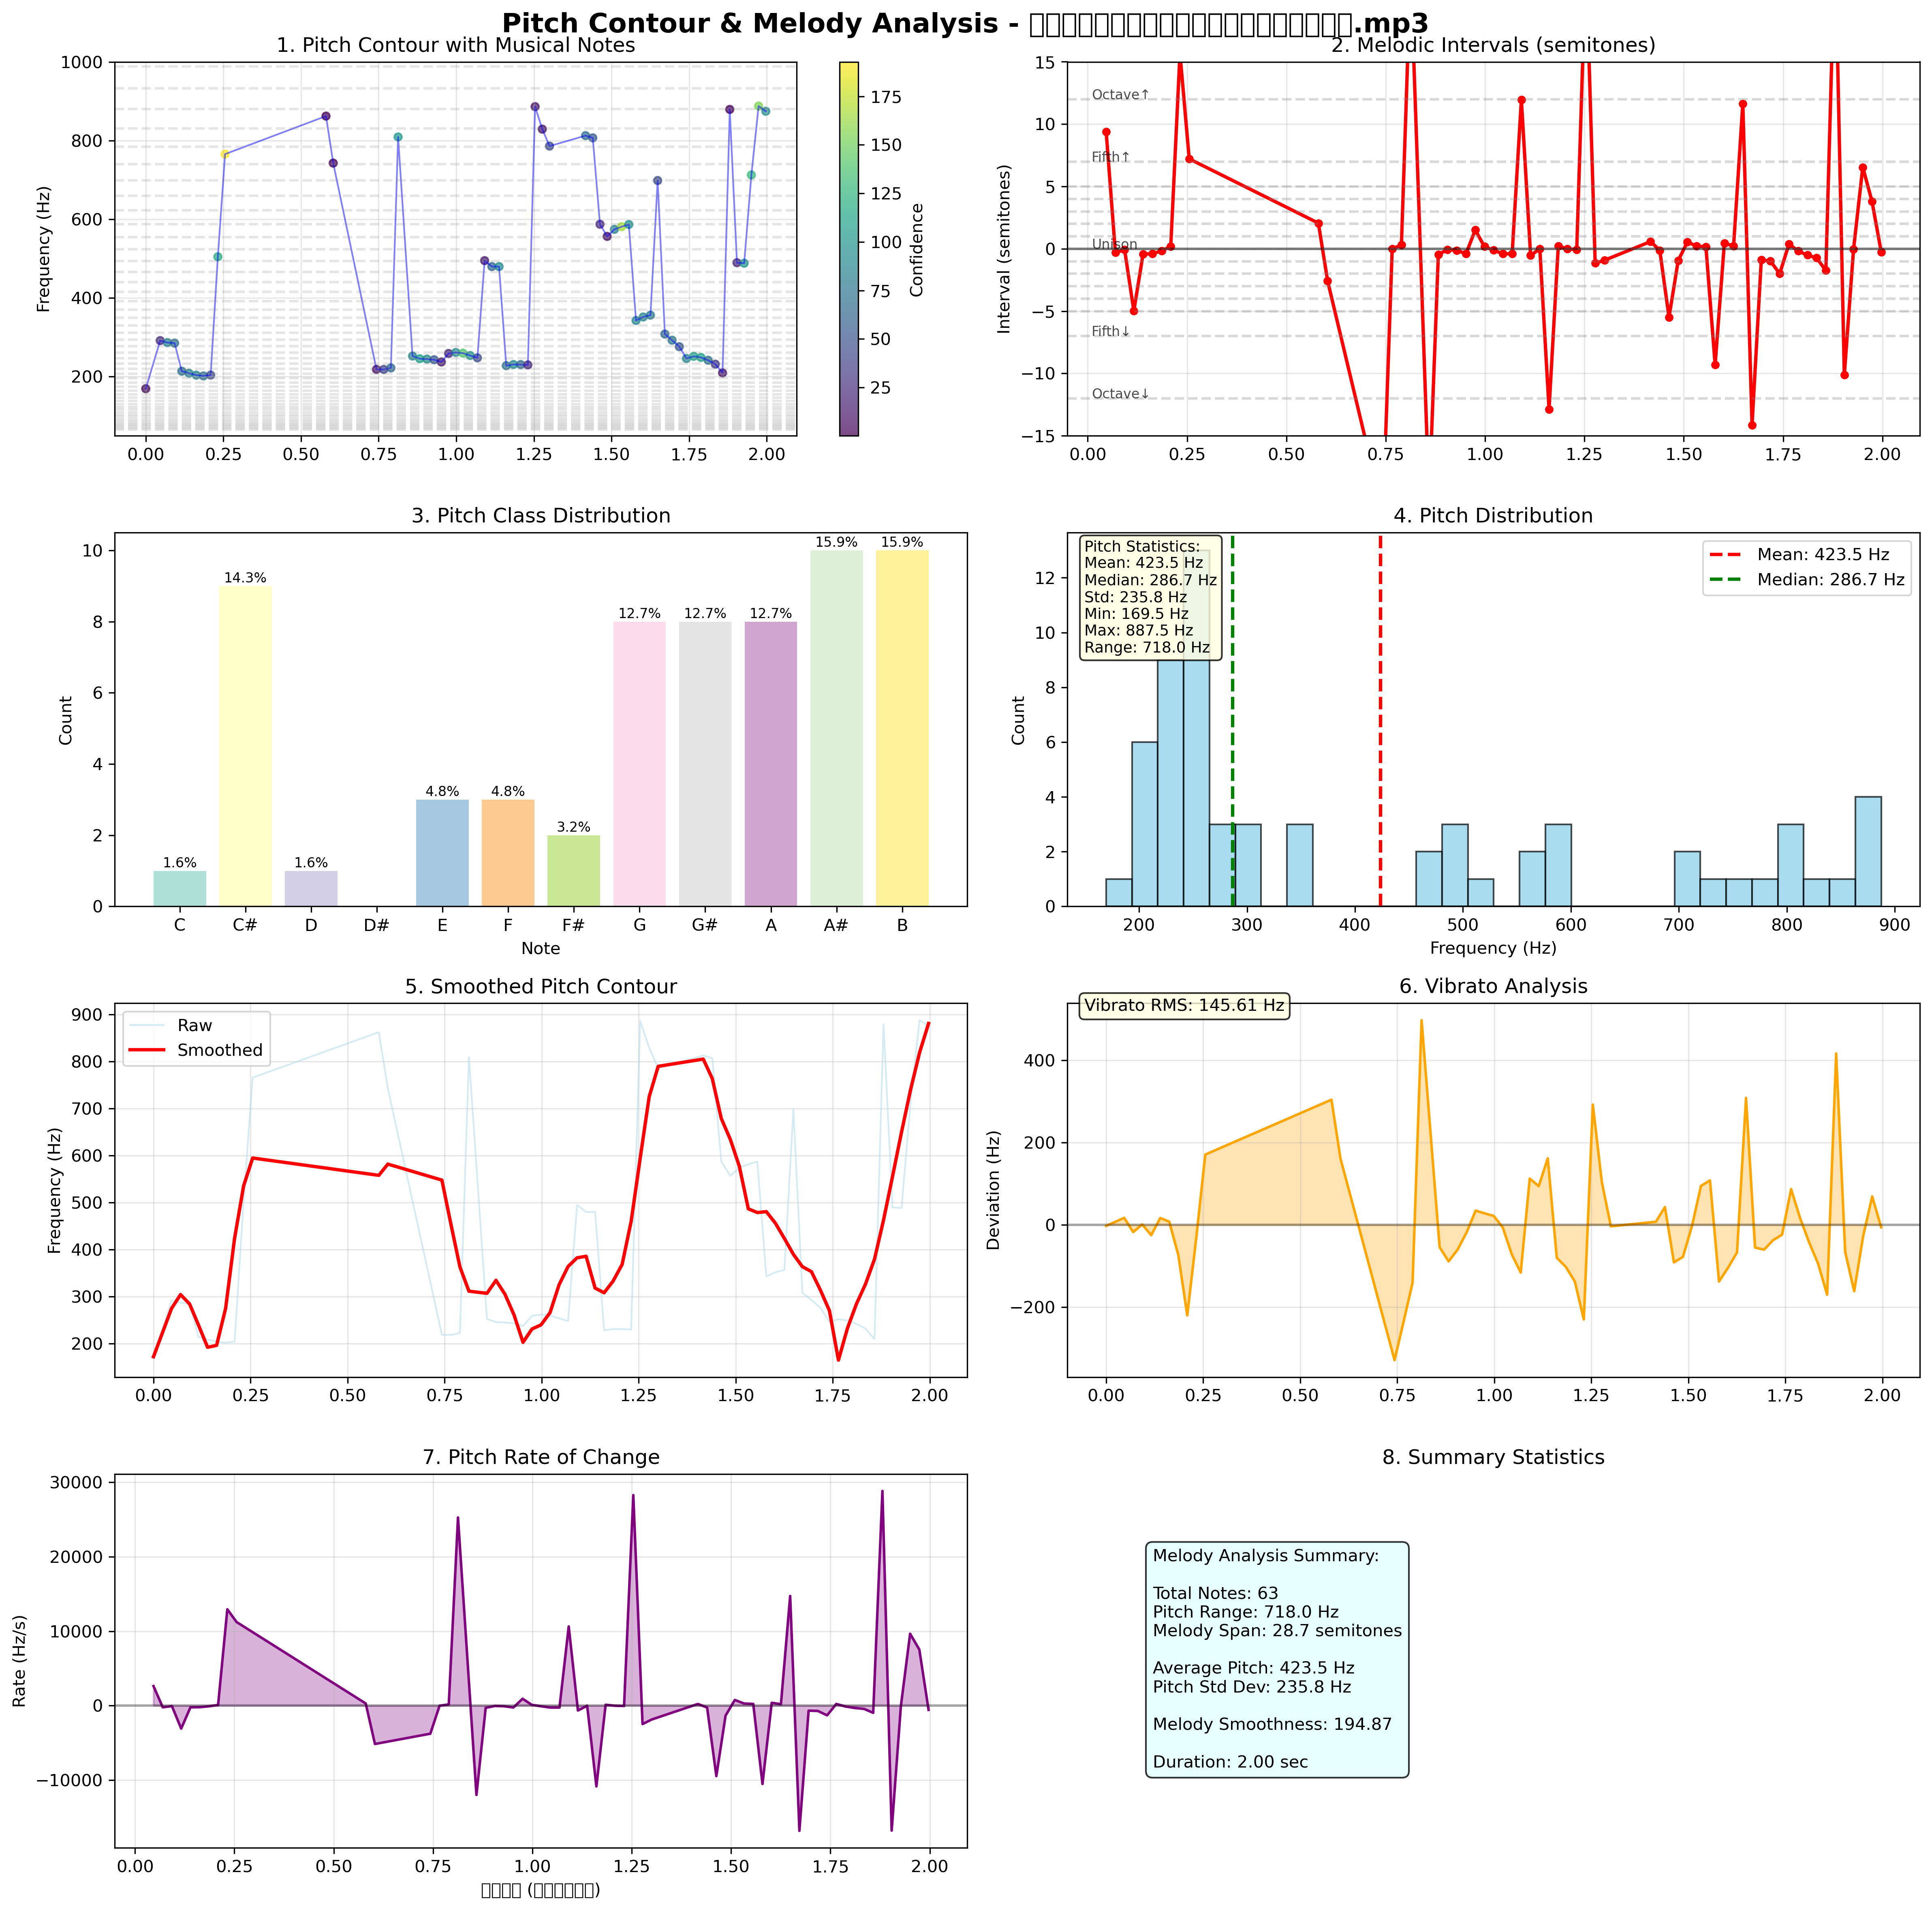 Pitch Contour & Melody Analysis - .mp3
1. Pitch Contour with Musical Notes
1000
800
600
400
200
Frequency (Hz)
0.00 0.25 0.50 0.75 1.00 1.25 1.50 1.75 2.00
175
150
125
100
75
50
25
Confidence
2. Melodic Intervals (semitones)
15
10
5
0
−5
−10
−15
Interval (semitones)
Octave↑
Fifth↑
Unison
Fifth↓
Octave↓
0.00 0.25 0.50 0.75 1.00 1.25 1.50 1.75 2.00
3. Pitch Class Distribution
10
8
6
4
2
0
Count
1.6% 14.3% 1.6% 4.8% 4.8% 3.2% 12.7% 12.7% 12.7% 15.9% 15.9%
C C# D D# E F F# G G# A A# B
Note
4. Pitch Distribution
12
10
8
6
4
2
0
Count
Pitch Statistics:
Mean: 423.5 Hz
Median: 286.7 Hz
Std: 235.8 Hz
Min: 169.5 Hz
Max: 887.5 Hz
Range: 718.0 Hz
Mean: 423.5 Hz
Median: 286.7 Hz
200 300 400 500 600 700 800 900
Frequency (Hz)
5. Smoothed Pitch Contour
Raw
Smoothed
900
800
700
600
500
400
300
200
Frequency (Hz)
0.00 0.25 0.50 0.75 1.00 1.25 1.50 1.75 2.00
6. Vibrato Analysis
Vibrato RMS: 145.61 Hz
400
200
0
−200
Deviation (Hz)
0.00 0.25 0.50 0.75 1.00 1.25 1.50 1.75 2.00
7. Pitch Rate of Change
30000
20000
10000
0
−10000
Rate (Hz/s)
0.00 0.25 0.50 0.75 1.00 1.25 1.50 1.75 2.00
8. Summary Statistics
Melody Analysis Summary:
Total Notes: 63
Pitch Range: 718.0 Hz
Melody Span: 28.7 semitones
Average Pitch: 423.5 Hz
Pitch Std Dev: 235.8 Hz
Melody Smoothness: 194.87
Duration: 2.00 sec